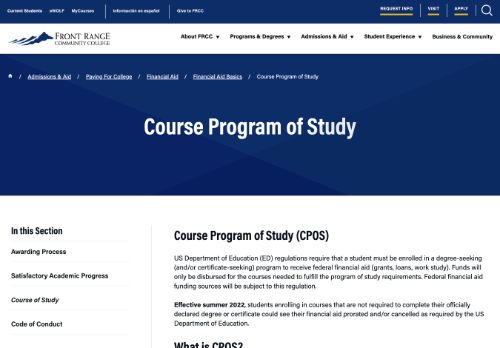 Current Students eWOLF MyCourses Información en español Give to FRCC REQUEST INFO VISIT APPLY
FRONT RANGE
COMMUNITY COLLEGE
About FRCC Programs & Degrees Admissions & Aid Student Experience Business & Community
/ Admissions & Aid / Paying For College / Financial Aid / Financial Aid Basics / Course Program of Study
Course Program of Study
In this Section
Awarding Process
Satisfactory Academic Progress
Course of Study
Code of Conduct
Course Program of Study (CPOS)
US Department of Education (ED) regulations require that a student must be enrolled in a degree-seeking
(and/or certificate-seeking) program to receive federal financial aid (grants, loans, work study). Funds will
only be disbursed for the courses needed to fulfill the program of study requirements. Federal financial aid
funding sources will be subject to this regulation.
Effective summer 2022, students enrolling in courses that are not required to complete their officially
declared degree or certificate could see their financial aid prorated and/or cancelled as required by the US
Department of Education.
What is CPOS?